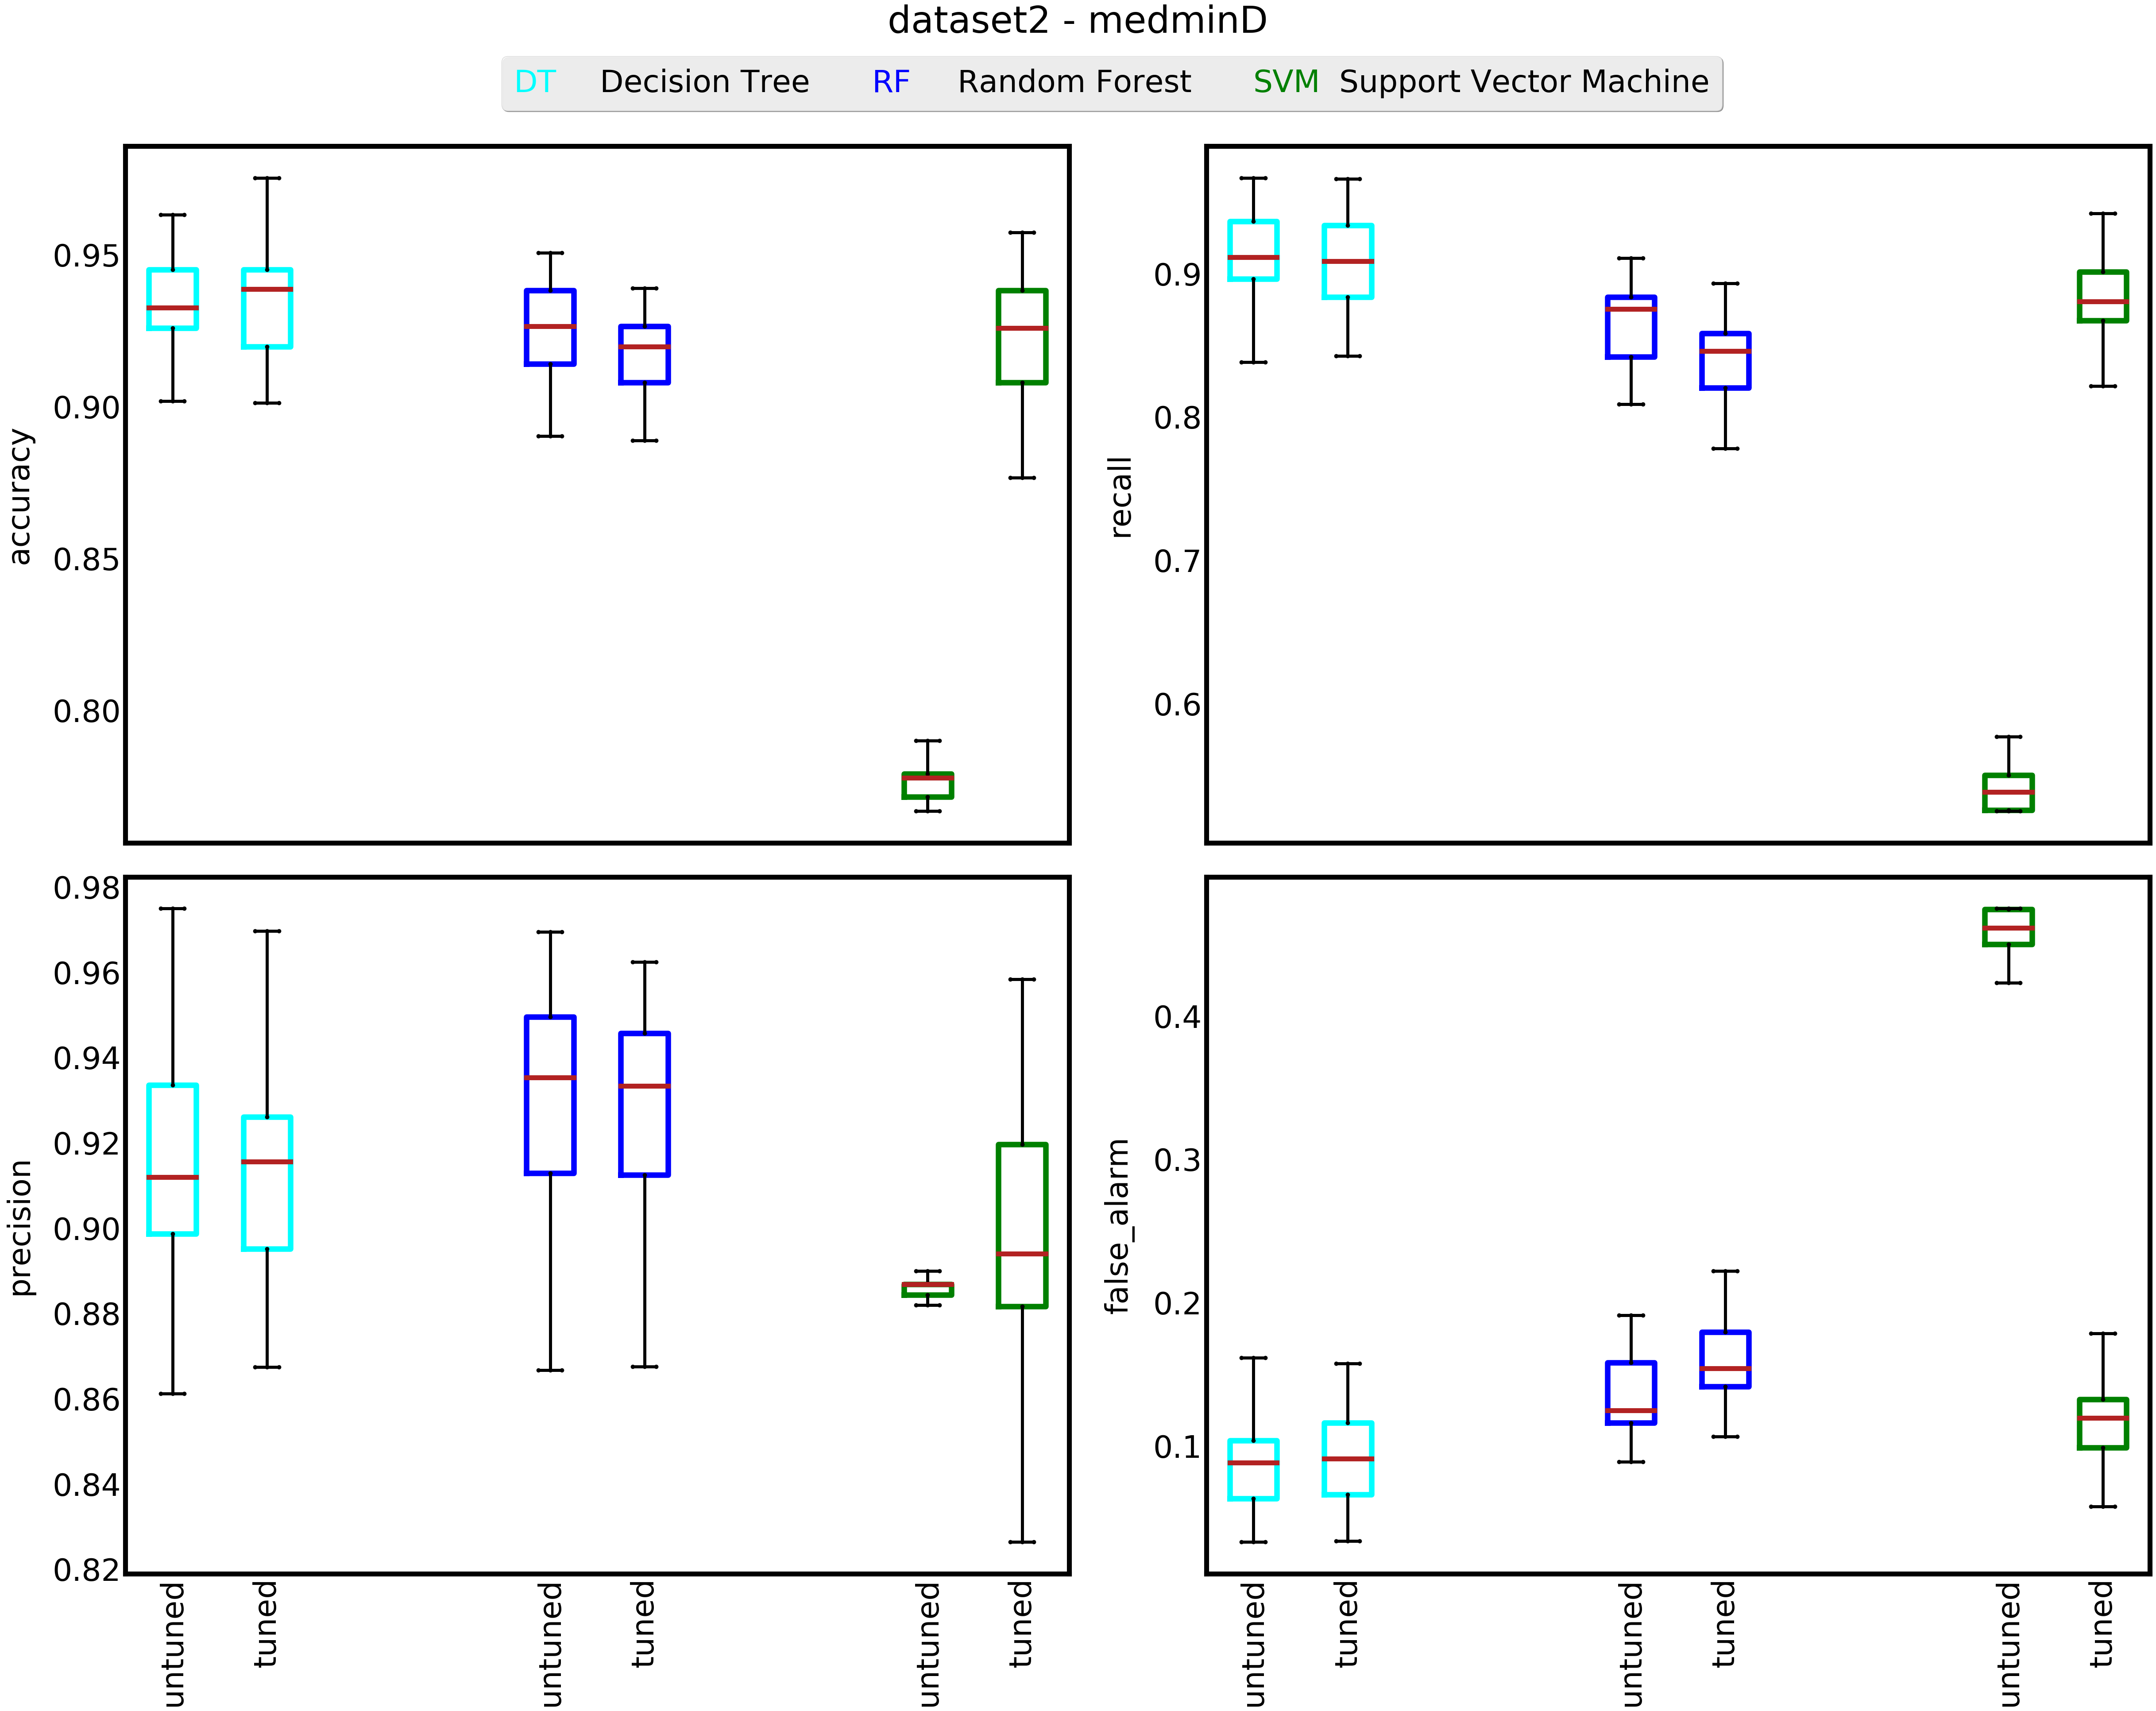 dataset2 - medminD
DT Decision Tree RF Random Forest SVM Support Vector Machine
accuracy
0.95
0.90
0.85
0.80
recall
0.9
0.8
0.7
0.6
precision
0.98
0.96
0.94
0.92
0.90
0.88
0.86
0.84
0.82
false_alarm
0.4
0.3
0.2
0.1
untuned
tuned
untuned
tuned
untuned
tuned
untuned
tuned
untuned
tuned
untuned
tuned